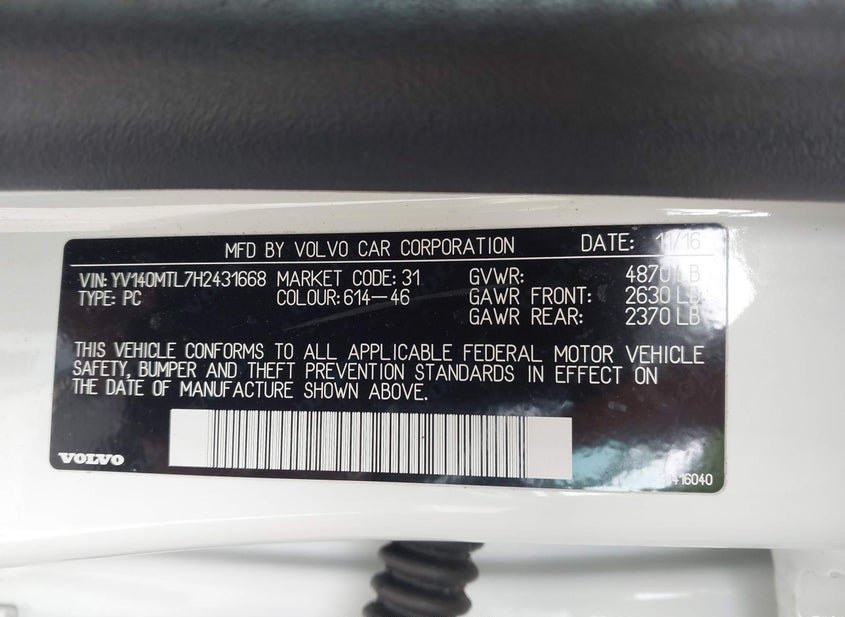 MFD BY VOLVO CAR CORPORATION DATE: 11/16
VIN: YV140MTL7H2431668 MARKET CODE: 31 GVWR: 4870 LB
TYPE: PC COLOUR: 614-46 GAWR FRONT: 2630 LB
GAWR REAR: 2370 LB
THIS VEHICLE CONFORMS TO ALL APPLICABLE FEDERAL MOTOR VEHICLE
SAFETY, BUMPER AND THEFT PREVENTION STANDARDS IN EFFECT ON
THE DATE OF MANUFACTURE SHOWN ABOVE.
VOLVO